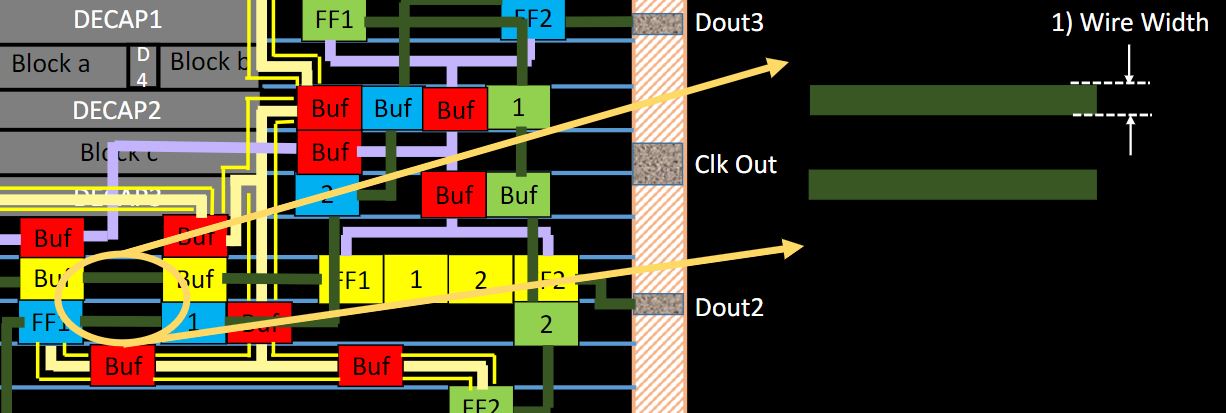 DECAP1
FF1
FF2
Dout3
1) Wire Width
Block a
D
4
Block b
DECAP2
Buf
Buf
Buf
1
Block c
Buf
Clk Out
DECAP3
2
Buf
Buf
Buf
Buf
Buf
Buf
FF1
1
2
F2
Dout2
FF1
1
Buf
2
Buf
Buf
FF2